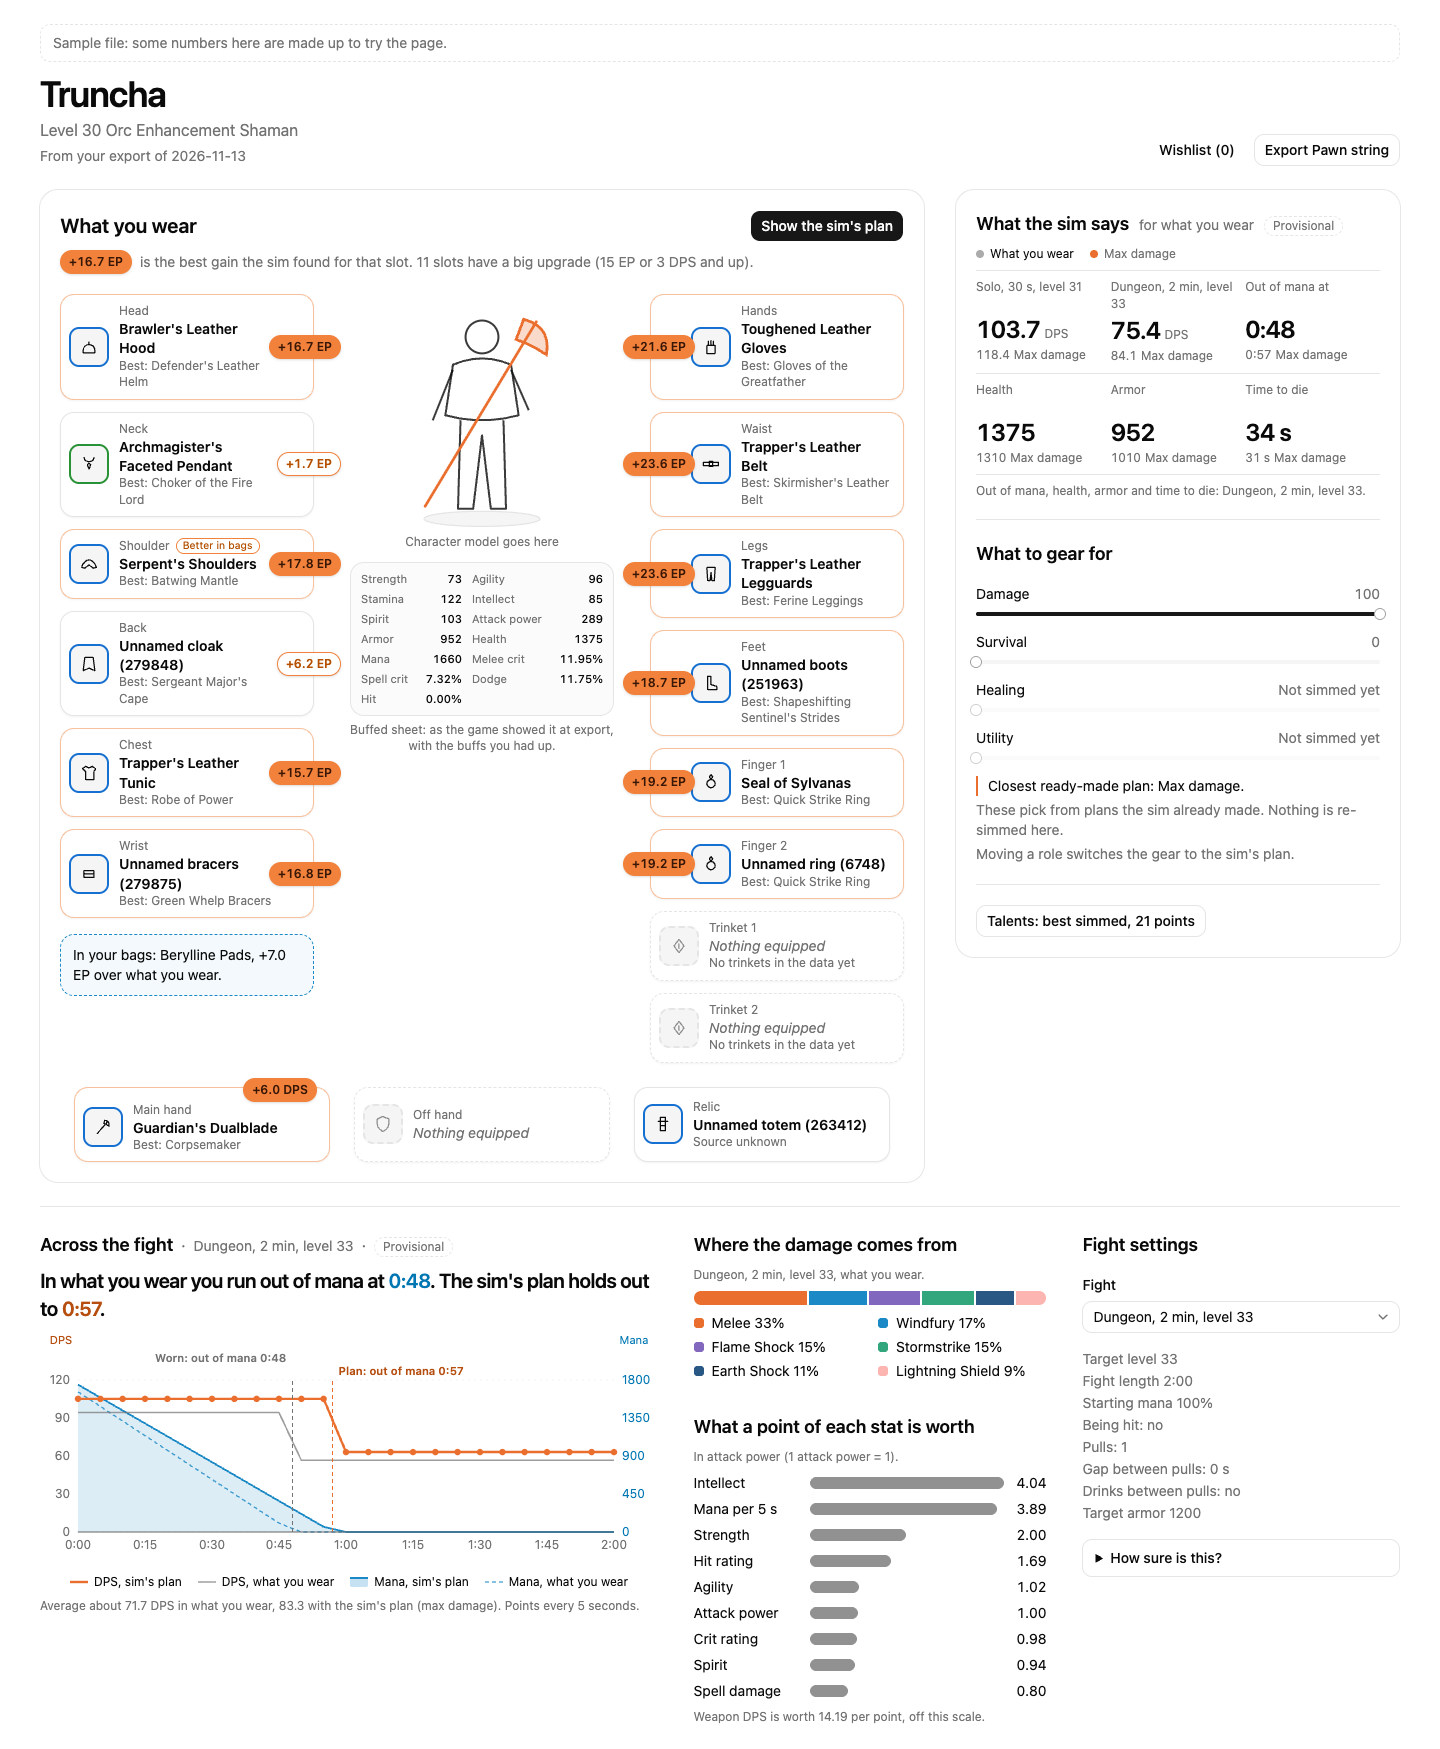 Sample file: some numbers here are made up to try the page.
Truncha
Level 30 Orc Enhancement Shaman
From your export of 2026-11-13
Wishlist (0)
Export Pawn string
What you wear
Show the sim's plan
+16.7 EP is the best gain the sim found for that slot. 11 slots have a big upgrade (15 EP or 3 DPS and up).
Head
Brawler's Leather
Hood
Best: Defender's Leather
Helm
+16.7 EP
Neck
Archmagister's
Faceted Pendant
Best: Choker of the Fire
Lord
+1.7 EP
Shoulder Better in bags
Serpent's Shoulders
Best: Batwing Mantle
+17.8 EP
Back
Unnamed cloak
(279848)
Best: Sergeant Major's
Cape
+6.2 EP
Chest
Trapper's Leather
Tunic
Best: Robe of Power
+15.7 EP
Wrist
Unnamed bracers
(279875)
Best: Green Whelp Bracers
+16.8 EP
In your bags: Berylline Pads, +7.0
EP over what you wear.
Character model goes here
Strength 73 Agility 96
Stamina 122 Intellect 85
Spirit 103 Attack power 289
Armor 952 Health 1375
Mana 1660 Melee crit 11.95%
Spell crit 7.32% Dodge 11.75%
Hit 0.00%
Buffed sheet: as the game showed it at export,
with the buffs you had up.
+21.6 EP
Hands
Toughened Leather
Gloves
Best: Gloves of the
Greatfather
+23.6 EP
Waist
Trapper's Leather
Belt
Best: Skirmisher's Leather
Belt
+23.6 EP
Legs
Trapper's Leather
Legguards
Best: Ferine Leggings
+18.7 EP
Feet
Unnamed boots
(251963)
Best: Shapeshifting
Sentinel's Strides
+19.2 EP
Finger 1
Seal of Sylvanas
Best: Quick Strike Ring
+19.2 EP
Finger 2
Unnamed ring (6748)
Best: Quick Strike Ring
Trinket 1
Nothing equipped
No trinkets in the data yet
Trinket 2
Nothing equipped
No trinkets in the data yet
+6.0 DPS
Main hand
Guardian's Dualblade
Best: Corpsemaker
Off hand
Nothing equipped
Relic
Unnamed totem (263412)
Source unknown
What the sim says for what you wear Provisional
What you wear Max damage
Solo, 30 s, level 31
103.7 DPS
118.4 Max damage
Dungeon, 2 min, level
33
75.4 DPS
84.1 Max damage
Out of mana at
0:48
0:57 Max damage
Health
1375
1310 Max damage
Armor
952
1010 Max damage
Time to die
34 s
31 s Max damage
Out of mana, health, armor and time to die: Dungeon, 2 min, level 33.
What to gear for
Damage 100
Survival 0
Healing Not simmed yet
Utility Not simmed yet
Closest ready-made plan: Max damage.
These pick from plans the sim already made. Nothing is re-
simmed here.
Moving a role switches the gear to the sim's plan.
Talents: best simmed, 21 points
Across the fight · Dungeon, 2 min, level 33 · Provisional
In what you wear you run out of mana at 0:48. The sim's plan holds out
to 0:57.
DPS
Mana
Worn: out of mana 0:48
Plan: out of mana 0:57
120
90
60
30
0
1800
1350
900
450
0
0:00 0:15 0:30 0:45 1:00 1:15 1:30 1:45 2:00
DPS, sim's plan DPS, what you wear Mana, sim's plan Mana, what you wear
Average about 71.7 DPS in what you wear, 83.3 with the sim's plan (max damage). Points every 5 seconds.
Where the damage comes from
Dungeon, 2 min, level 33, what you wear.
Melee 33% Windfury 17%
Flame Shock 15% Stormstrike 15%
Earth Shock 11% Lightning Shield 9%
What a point of each stat is worth
In attack power (1 attack power = 1).
Intellect 4.04
Mana per 5 s 3.89
Strength 2.00
Hit rating 1.69
Agility 1.02
Attack power 1.00
Crit rating 0.98
Spirit 0.94
Spell damage 0.80
Weapon DPS is worth 14.19 per point, off this scale.
Fight settings
Fight
Dungeon, 2 min, level 33
Target level 33
Fight length 2:00
Starting mana 100%
Being hit: no
Pulls: 1
Gap between pulls: 0 s
Drinks between pulls: no
Target armor 1200
How sure is this?